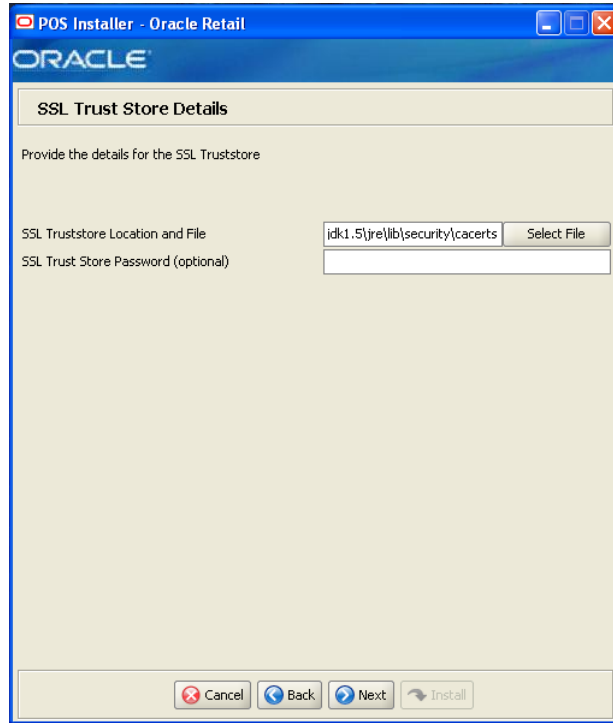 POS Installer - Oracle Retail
ORACLE
SSL Trust Store Details
Provide the details for the SSL Truststore
SSL Truststore Location and File jdk1.5\jre\lib\security\cacerts Select File
SSL Trust Store Password (optional)
Cancel Back Next Install